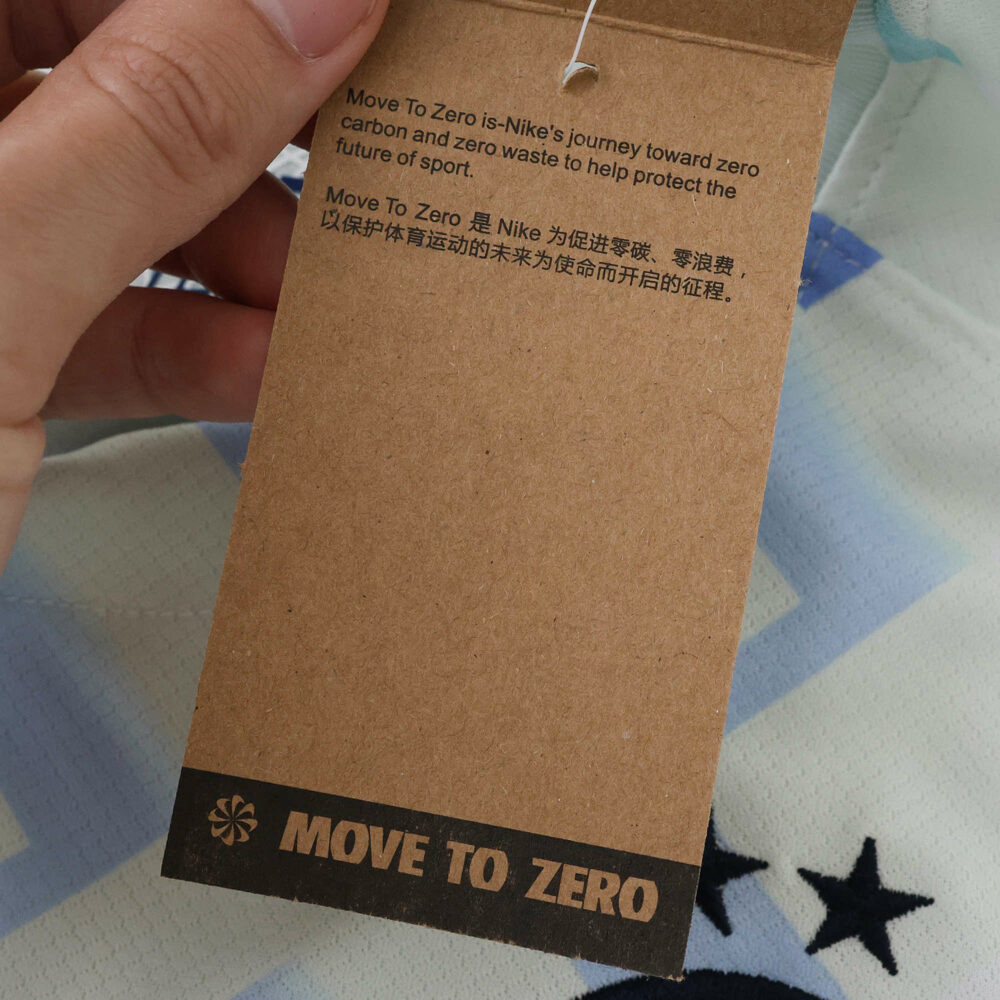 Move To Zero is-Nike's journey toward zero
carbon and zero waste to help protect the
future of sport.
Move To Zero 是 Nike 为促进零碳、零浪费，
以保护体育运动的未来为使命而开启的征程。
MOVE TO ZERO